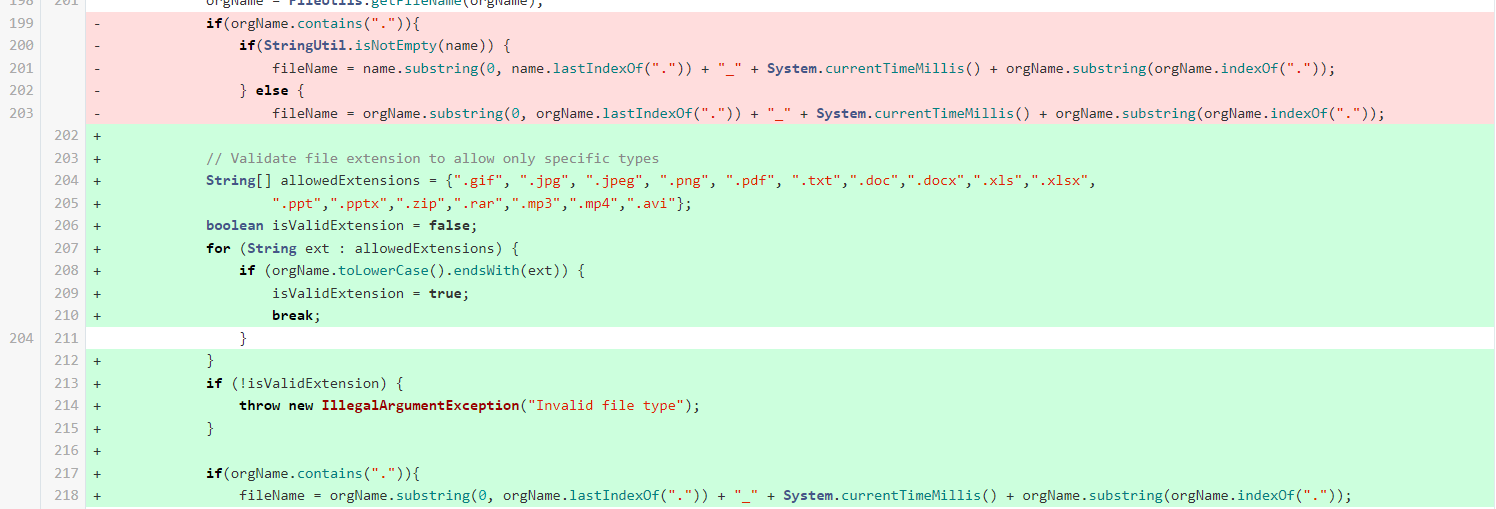 198 201 orgName = FileUtils.getFileName(orgName);
199 - if(orgName.contains(".")){
200 - if(StringUtil.isNotEmpty(name)) {
201 - fileName = name.substring(0, name.lastIndexOf(".")) + "_" + System.currentTimeMillis() + orgName.substring(orgName.indexOf("."));
202 - } else {
203 - fileName = orgName.substring(0, orgName.lastIndexOf(".")) + "_" + System.currentTimeMillis() + orgName.substring(orgName.indexOf("."));
202 +
203 + // Validate file extension to allow only specific types
204 + String[] allowedExtensions = {".gif", ".jpg", ".jpeg", ".png", ".pdf", ".txt",".doc",".docx",".xls",".xlsx",
205 + ".ppt",".pptx",".zip",".rar",".mp3",".mp4",".avi"};
206 + boolean isValidExtension = false;
207 + for (String ext : allowedExtensions) {
208 + if (orgName.toLowerCase().endsWith(ext)) {
209 + isValidExtension = true;
210 + break;
204 211 }
212 + }
213 + if (!isValidExtension) {
214 + throw new IllegalArgumentException("Invalid file type");
215 + }
216 +
217 + if(orgName.contains(".")){
218 + fileName = orgName.substring(0, orgName.lastIndexOf(".")) + "_" + System.currentTimeMillis() + orgName.substring(orgName.indexOf("."));